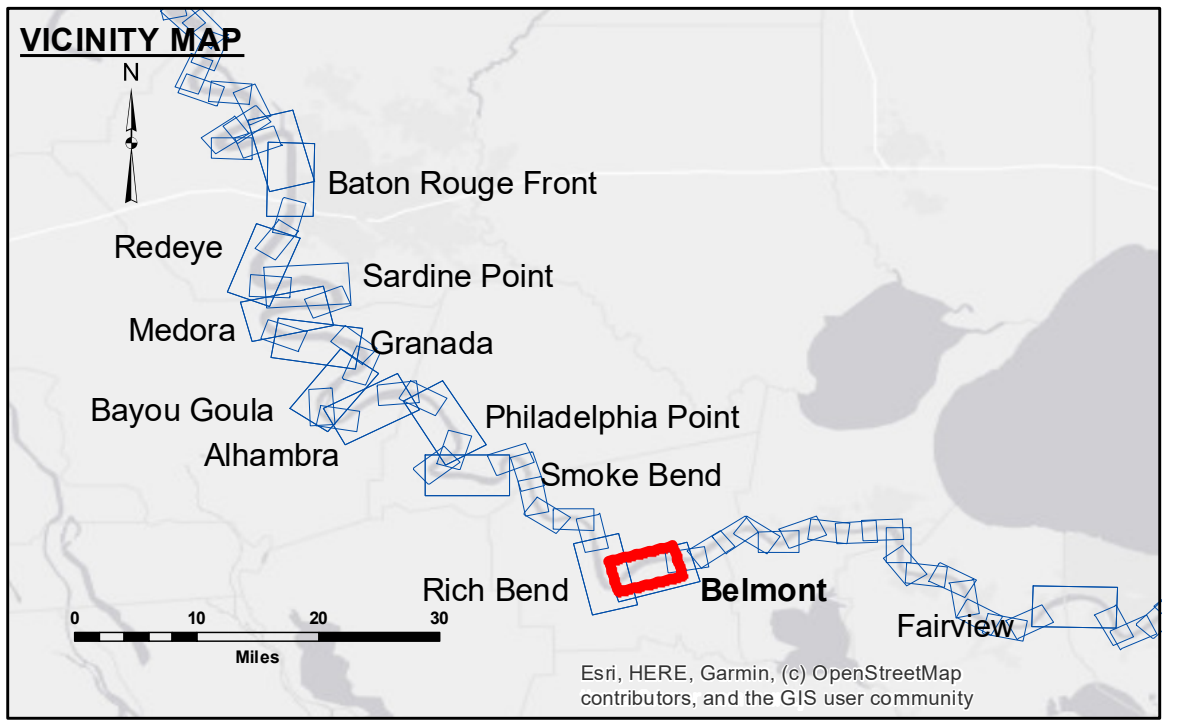 VICINITY MAP
N
Baton Rouge Front
Redeye
Sardine Point
Medora
Granada
Bayou Goula
Philadelphia Point
Alhambra
Smoke Bend
Rich Bend
Belmont
0 10 20 30
Fairview
Miles
Esri, HERE, Garmin, (c) OpenStreetMap
contributors, and the GIS user community